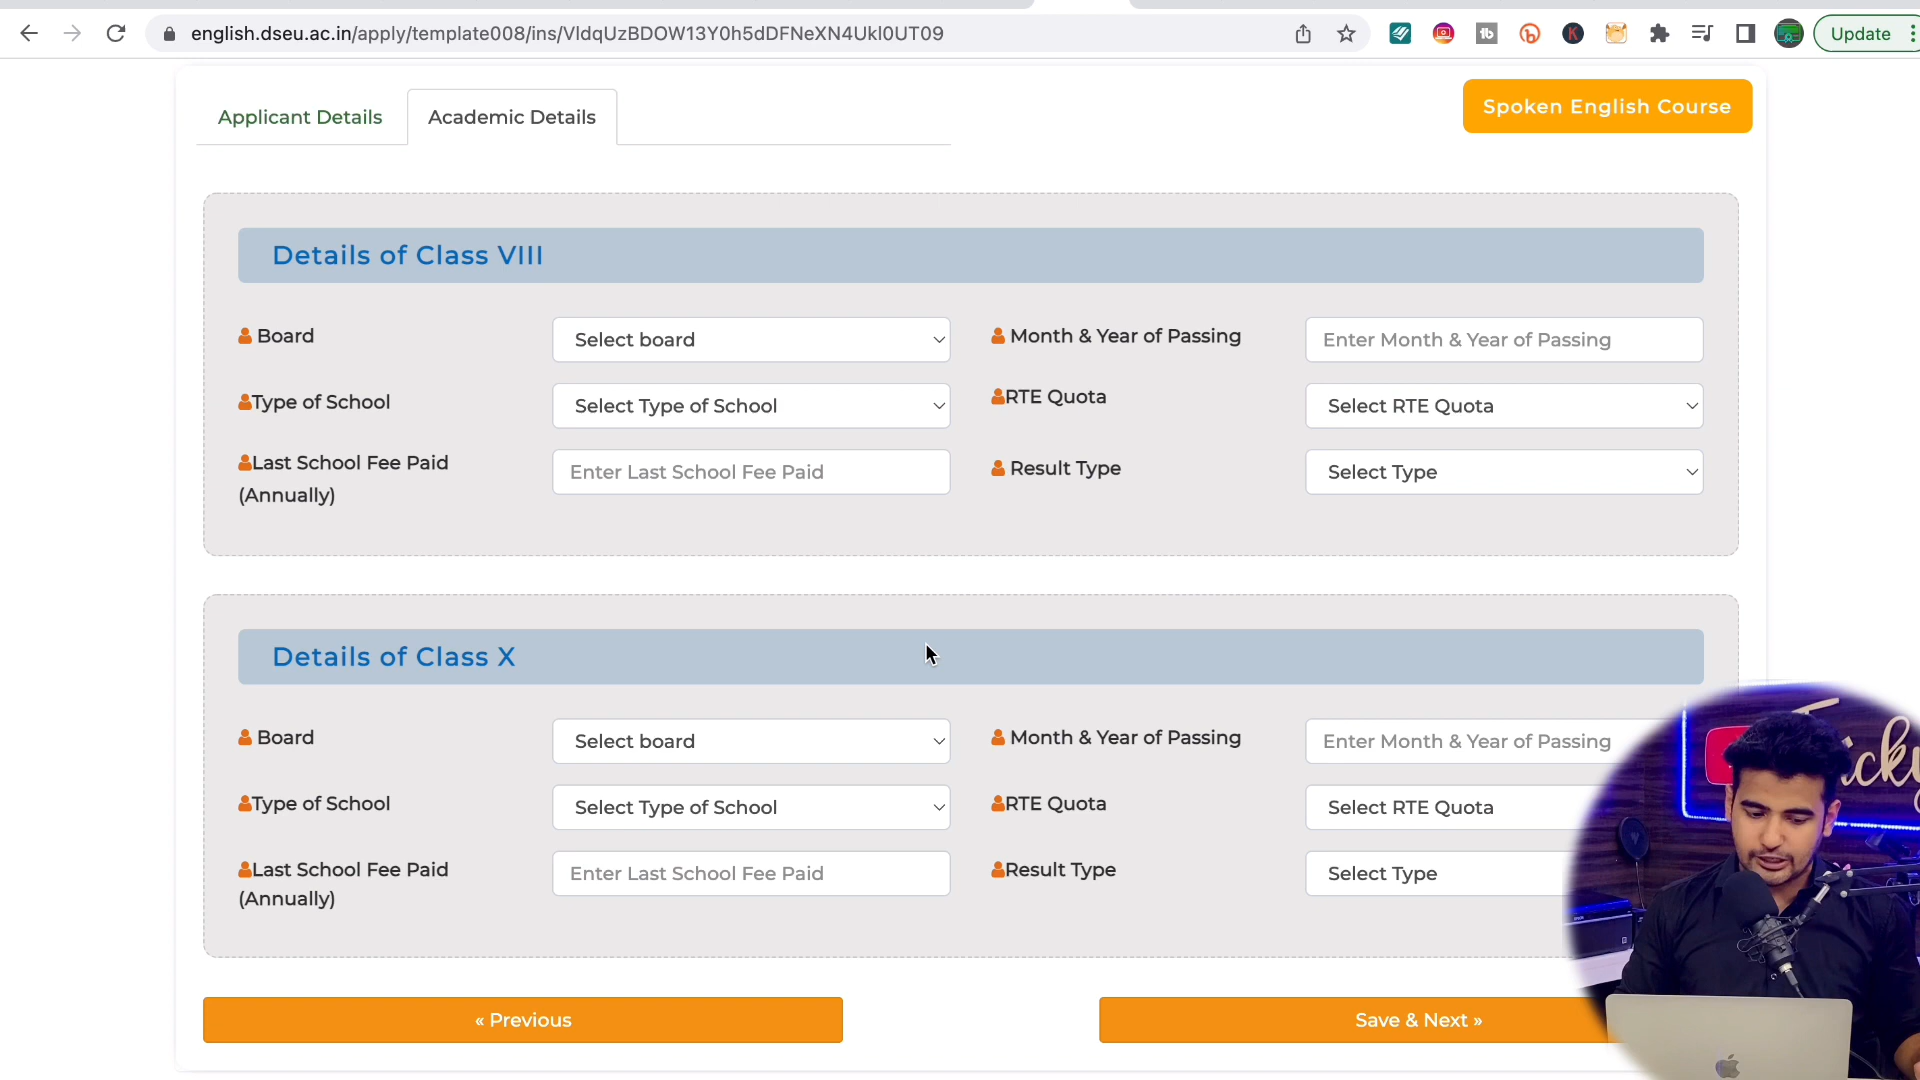 english.dseu.ac.in/apply/template008/ins/VldqUzBDOW13Y0h5dDFNeXN4Ukl0UT09
Update
Applicant Details
Academic Details
Spoken English Course
Details of Class VIII
Board
Select board
Month & Year of Passing
Enter Month & Year of Passing
Type of School
Select Type of School
RTE Quota
Select RTE Quota
Last School Fee Paid
(Annually)
Enter Last School Fee Paid
Result Type
Select Type
Details of Class X
Board
Select board
Month & Year of Passing
Enter Month & Year of Passing
Type of School
Select Type of School
RTE Quota
Select RTE Quota
Last School Fee Paid
(Annually)
Enter Last School Fee Paid
Result Type
Select Type
« Previous
Save & Next »